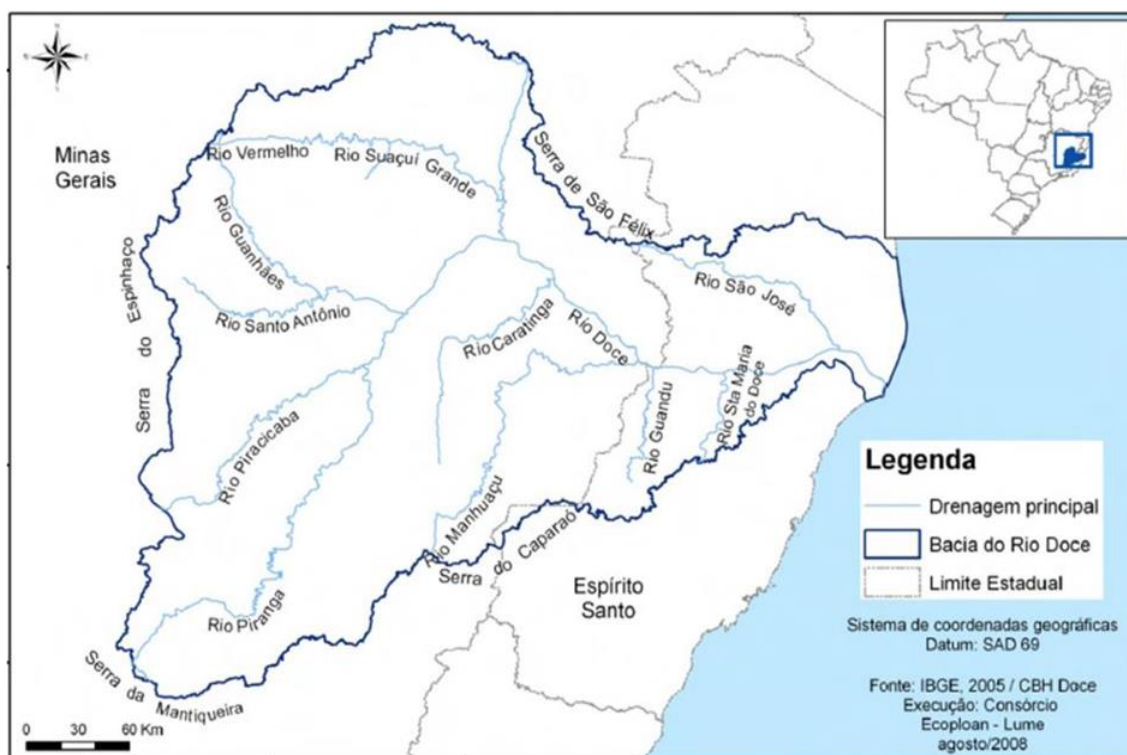 Minas
Gerais
Rio Vermelho
Rio Suaçuí Grande
Serra de São Félix
Rio Guanhães
Serra do Espinhaço
Rio Santo Antônio
Rio São José
Rio Caratinga
Rio Doce
Rio Sta Maria
do Doce
Rio Guandu
Rio Piracicaba
Rio Manhuaçu
Serra do Caparaó
Espírito
Santo
Rio Piranga
Serra da Mantiqueira
0 30 60 Km
Legenda
Drenagem principal
Bacia do Rio Doce
Limite Estadual
Sistema de coordenadas geográficas
Datum: SAD 69
Fonte: IBGE, 2005 / CBH Doce
Execução: Consórcio
Ecoploan - Lume
agosto/2008